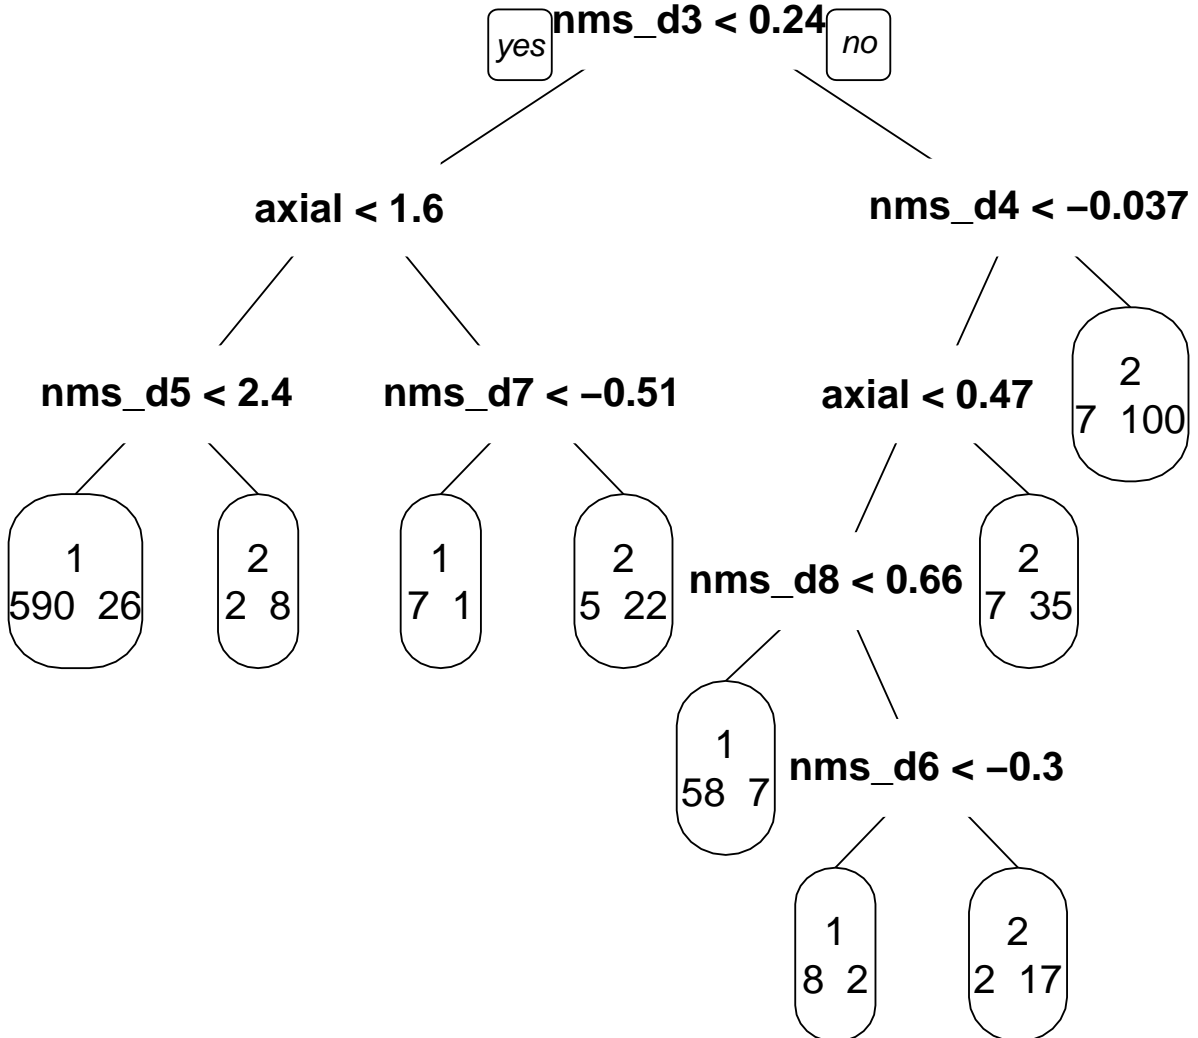 nms_d3 < 0.24
yes
no
axial < 1.6
nms_d4 < −0.037
nms_d5 < 2.4
nms_d7 < −0.51
axial < 0.47
2
7 100
1
590 26
2
2 8
1
7 1
2
5 22
nms_d8 < 0.66
2
7 35
1
58 7
nms_d6 < −0.3
1
8 2
2
2 17